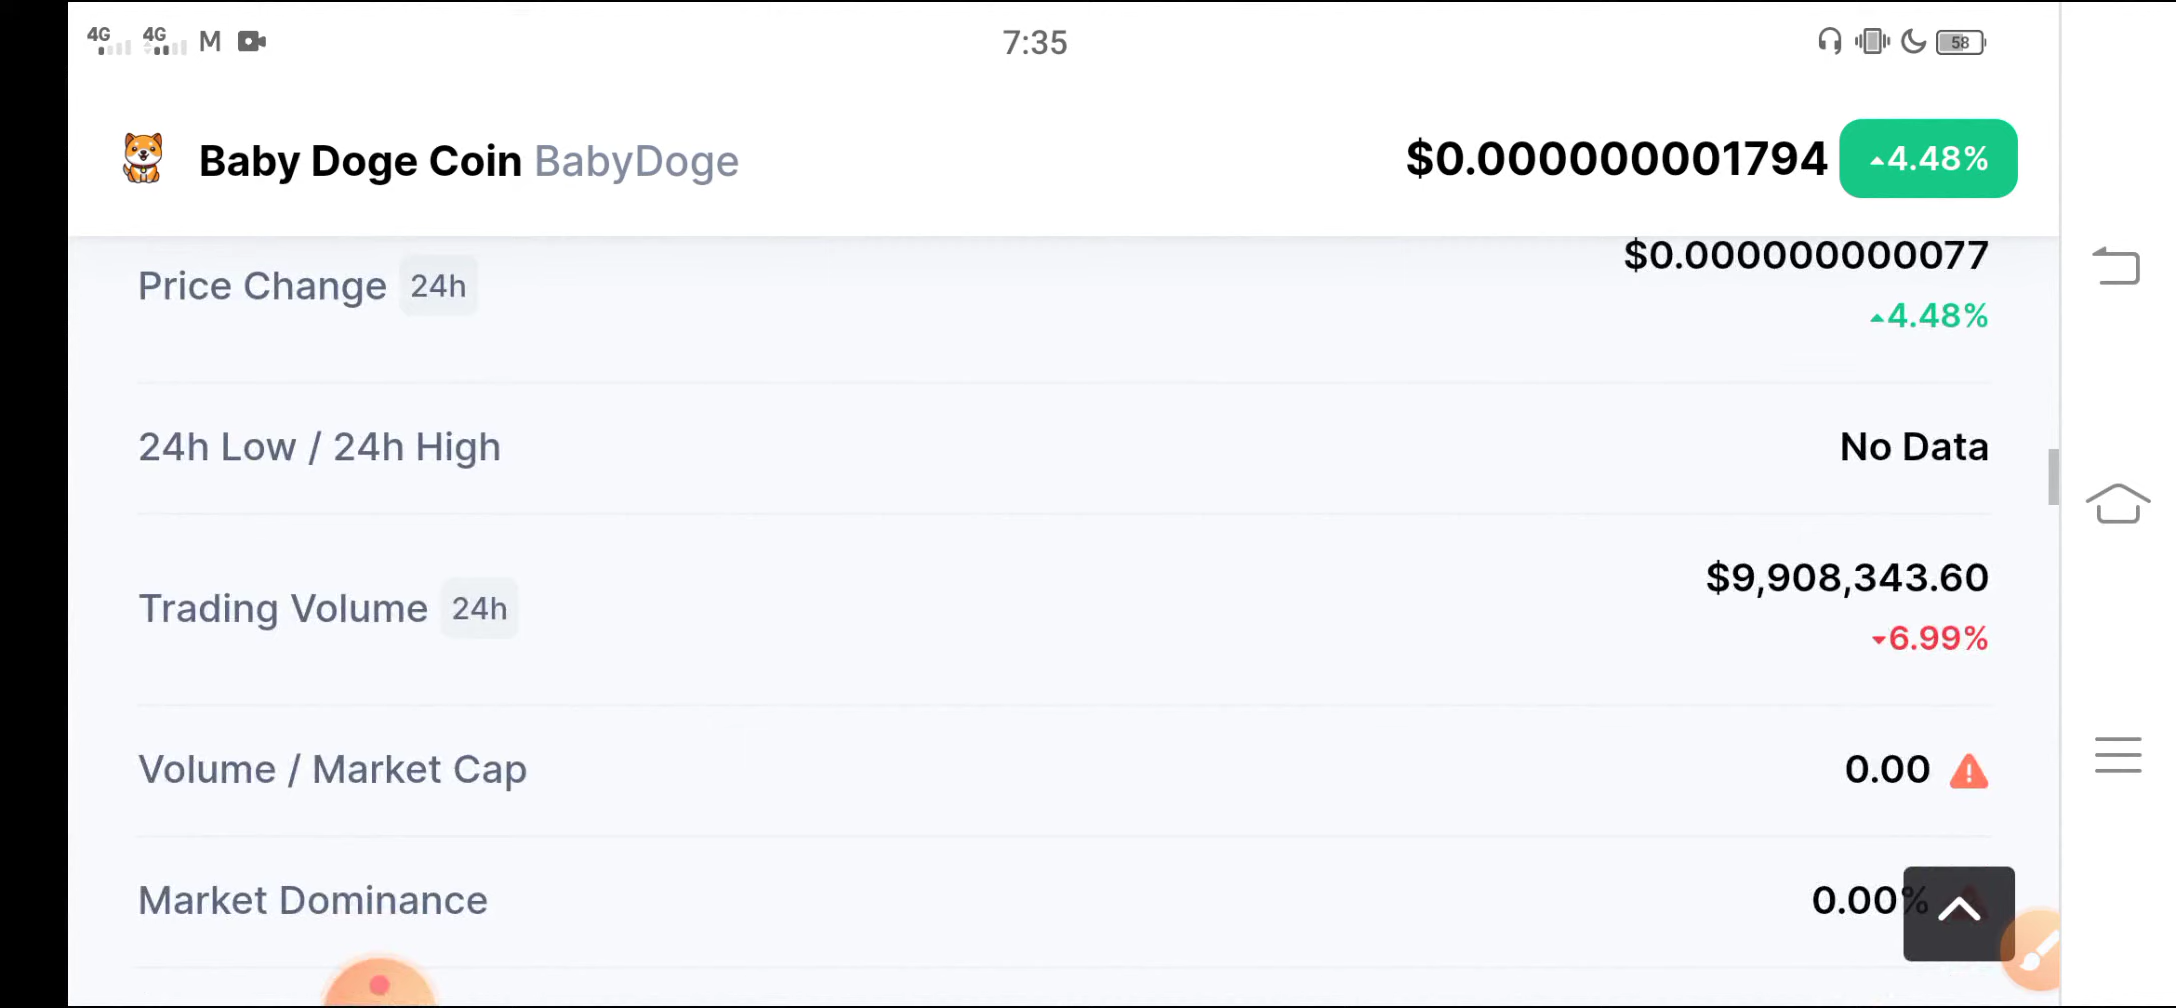 4G 4G M 7:35 58
Baby Doge Coin BabyDoge $0.000000001794 4.48%
$0.000000000077
Price Change 24h
4.48%
24h Low / 24h High No Data
$9,908,343.60
Trading Volume 24h
6.99%
Volume / Market Cap 0.00
Market Dominance 0.00%